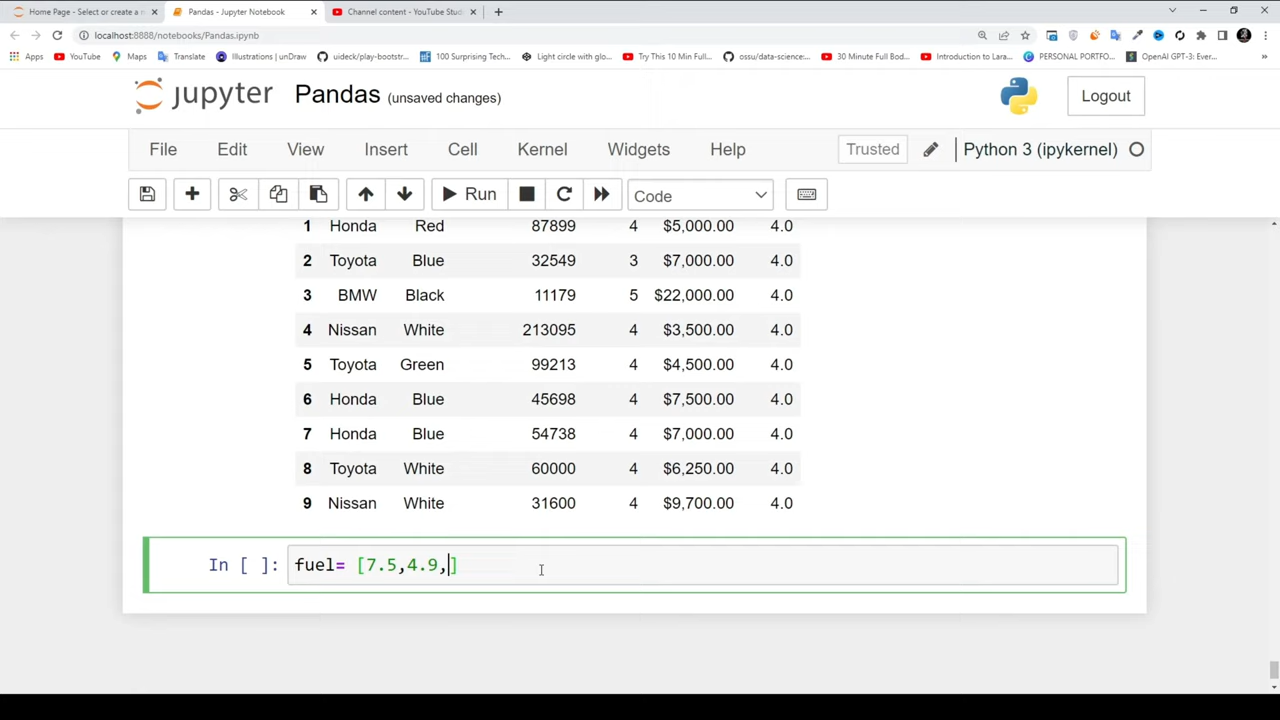 Home Page - Select or create a n
Pandas - Jupyter Notebook
Channel content - YouTube Stud
localhost:8888/notebooks/Pandas.ipynb
Apps YouTube Maps Translate Illustrations | unDraw uideck/play-bootstr... 100 Surprising Tech... Light circle with glo... Try This 10 Min Full... ossu/data-science:... 30 Minute Full Bod... Introduction to Lara... PERSONAL PORTFO... OpenAI GPT-3: Ever... »
jupyter Pandas (unsaved changes) Logout
File Edit View Insert Cell Kernel Widgets Help Trusted Python 3 (ipykernel)
Run Code
1 Honda Red 87899 4 $5,000.00 4.0
2 Toyota Blue 32549 3 $7,000.00 4.0
3 BMW Black 11179 5 $22,000.00 4.0
4 Nissan White 213095 4 $3,500.00 4.0
5 Toyota Green 99213 4 $4,500.00 4.0
6 Honda Blue 45698 4 $7,500.00 4.0
7 Honda Blue 54738 4 $7,000.00 4.0
8 Toyota White 60000 4 $6,250.00 4.0
9 Nissan White 31600 4 $9,700.00 4.0
In [ ]: fuel= [7.5,4.9,]